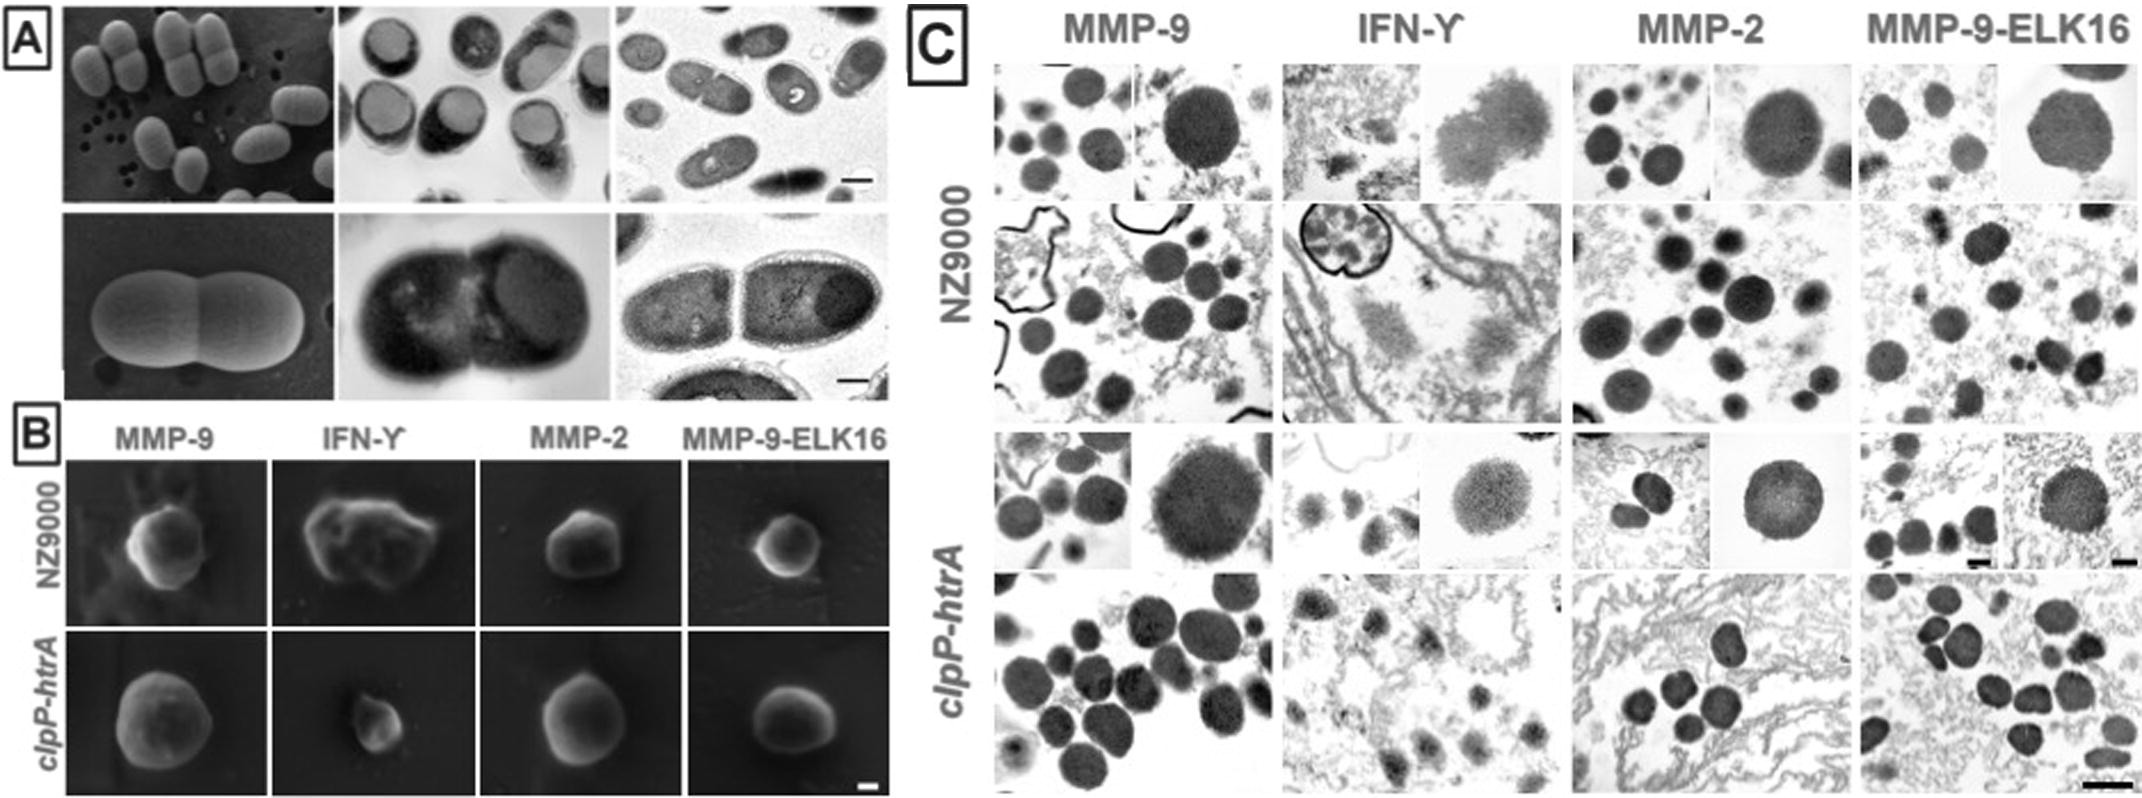 A
B
MMP-9 IFN-ϒ MMP-2 MMP-9-ELK16
NZ9000
clpP-htrA
C
MMP-9 IFN-ϒ MMP-2 MMP-9-ELK16
NZ9000
clpP-htrA